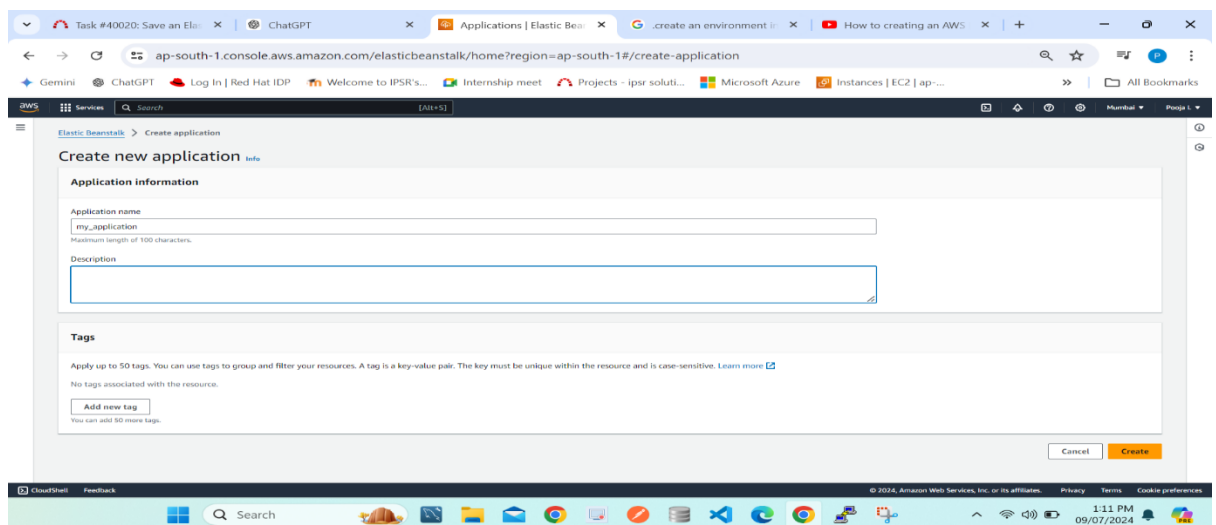 Task #40020: Save an Ela
ChatGPT
Applications | Elastic Bea
.create an environment in
How to creating an AWS
ap-south-1.console.aws.amazon.com/elasticbeanstalk/home?region=ap-south-1#/create-application
Gemini ChatGPT Log In | Red Hat IDP Welcome to IPSR's... Internship meet Projects - ipsr soluti... Microsoft Azure Instances | EC2 | ap-... » All Bookmarks
aws Services Search [Alt+S] Mumbai Pooja L
Elastic Beanstalk > Create application
Create new application Info
Application information
Application name
my_application
Maximum length of 100 characters.
Description
Tags
Apply up to 50 tags. You can use tags to group and filter your resources. A tag is a key-value pair. The key must be unique within the resource and is case-sensitive. Learn more
No tags associated with the resource.
Add new tag
You can add 50 more tags.
Cancel Create
CloudShell Feedback © 2024, Amazon Web Services, Inc. or its affiliates. Privacy Terms Cookie preferences
Search 1:11 PM
09/07/2024
PRE